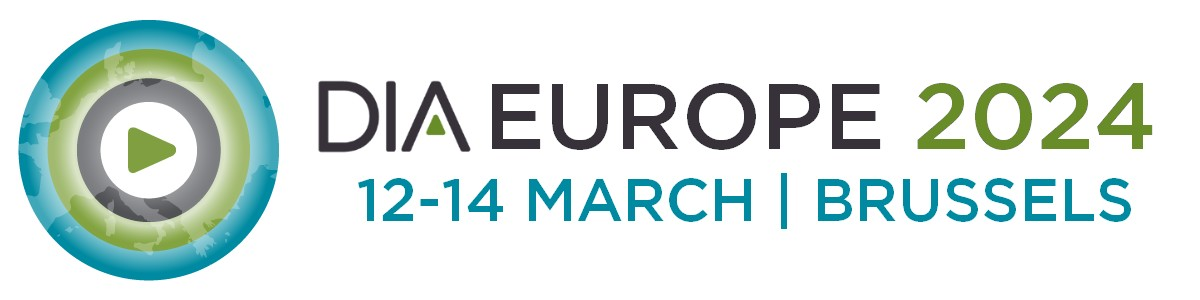 DIA EUROPE 2024
12-14 MARCH | BRUSSELS